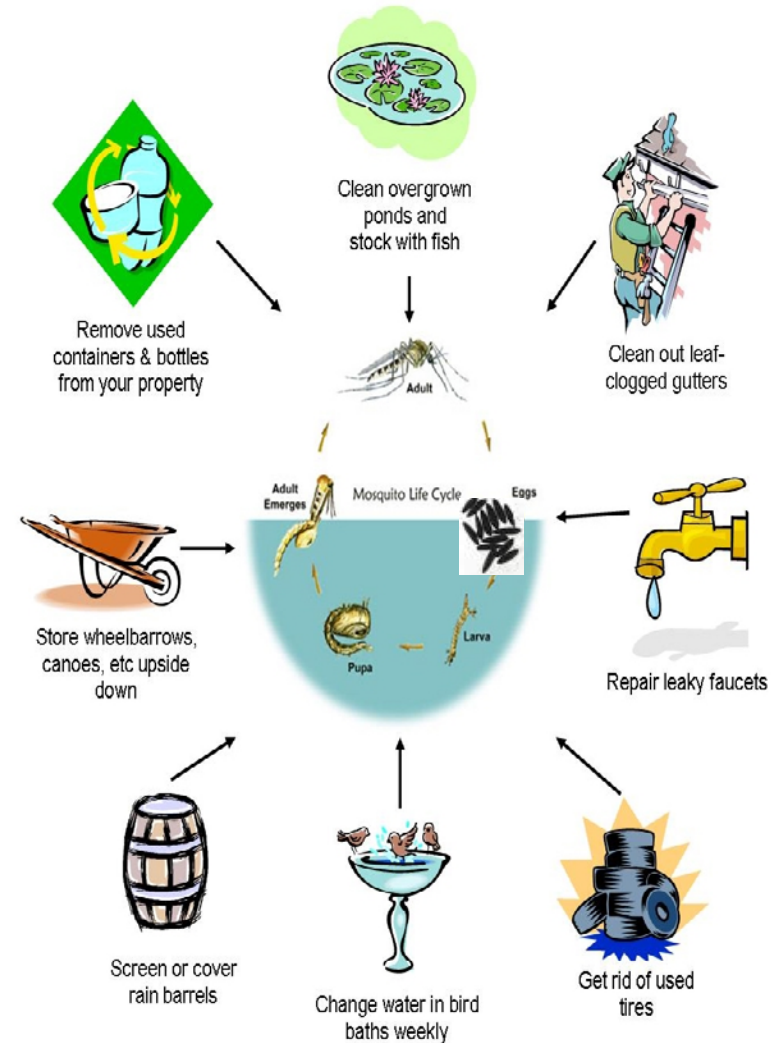 Clean overgrown
ponds and
stock with fish
Remove used
containers & bottles
from your property
Clean out leaf-
clogged gutters
Adult
Adult
Emerges
Mosquito Life Cycle
Eggs
Pupa
Larva
Store wheelbarrows,
canoes, etc upside
down
Repair leaky faucets
Screen or cover
rain barrels
Change water in bird
baths weekly
Get rid of used
tires